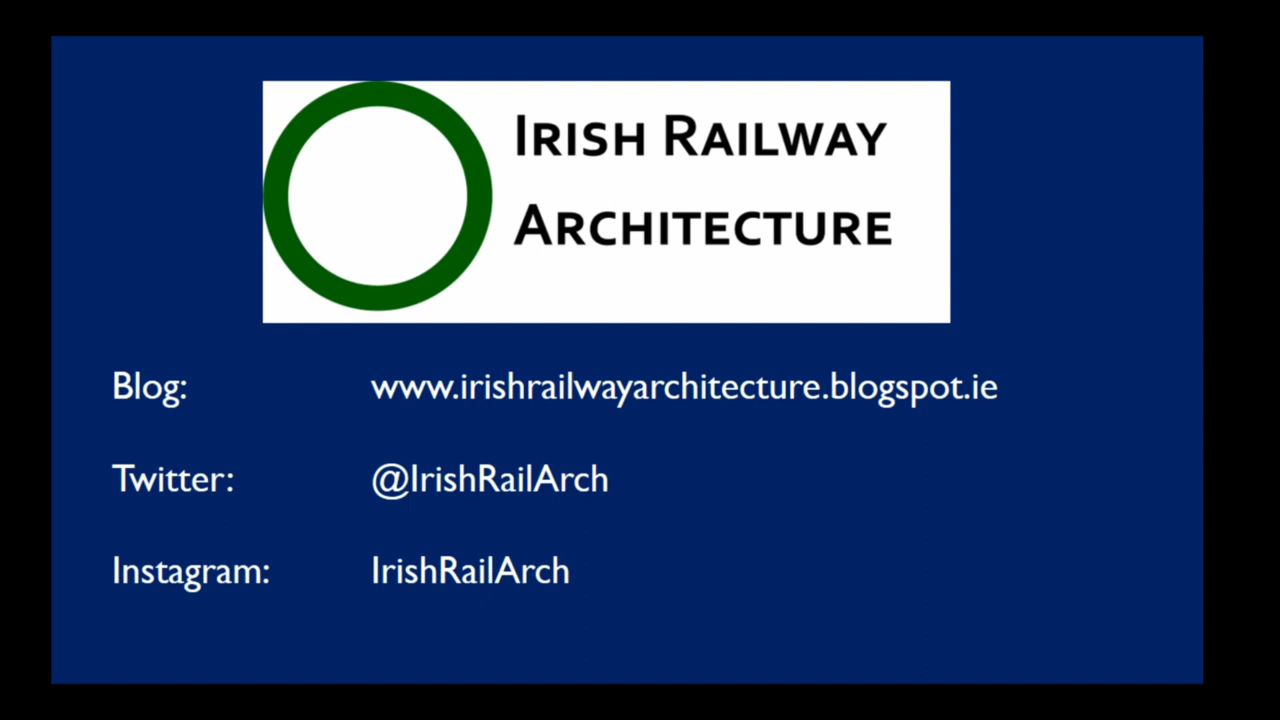 Irish Railway
Architecture
Blog: www.irishrailwayarchitecture.blogspot.ie
Twitter: @IrishRailArch
Instagram: IrishRailArch